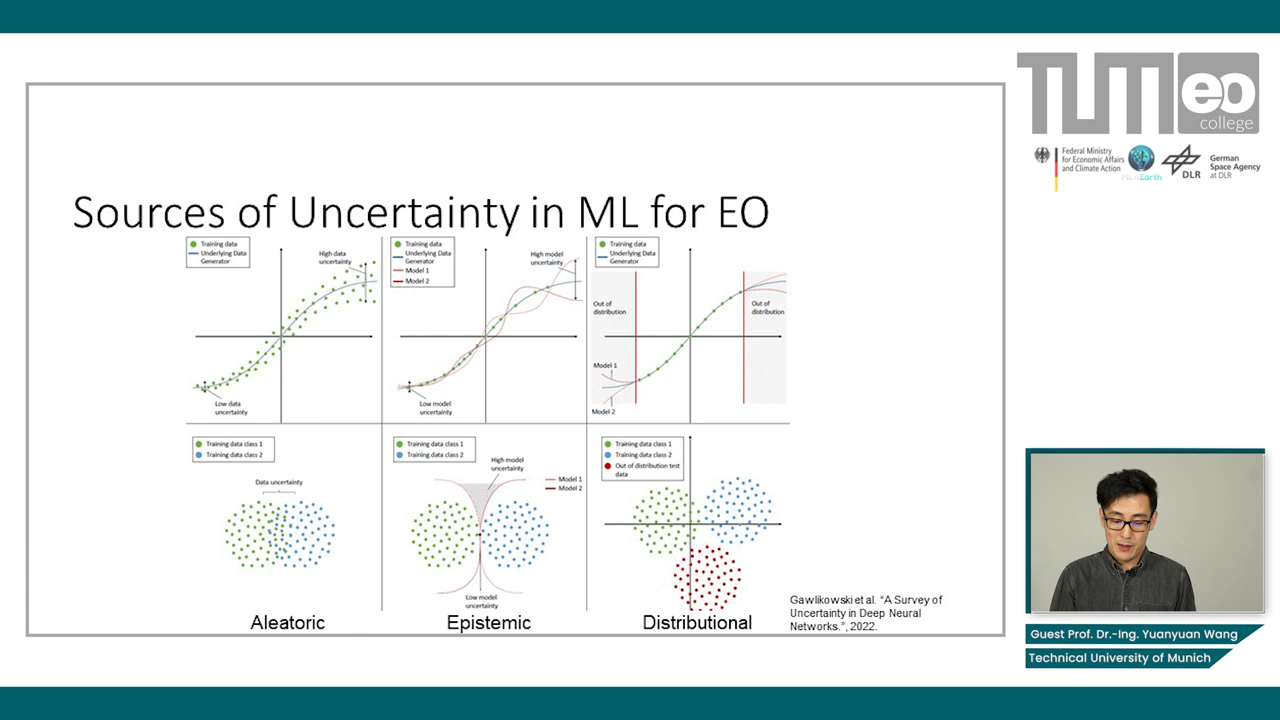 TUM eo
college
Federal Ministry
for Economic Affairs
and Climate Action
ML4Earth
DLR
German
Space Agency
at DLR
Sources of Uncertainty in ML for EO
Training data
Underlying Data
Generator
High data
uncertainty
Low data
uncertainty
Training data
Underlying Data
Generator
Model 1
Model 2
High model
uncertainty
Low model
uncertainty
Training data
Underlying Data
Generator
Out of
distribution
Out of
distribution
Model 1
Model 2
Training data class 1
Training data class 2
Data uncertainty
Aleatoric
Training data class 1
Training data class 2
High model
uncertainty
Model 1
Model 2
Low model
uncertainty
Epistemic
Training data class 1
Training data class 2
Out of distribution test
data
Distributional
Gawlikowski et al. “A Survey of
Uncertainty in Deep Neural
Networks.”, 2022.
Guest Prof. Dr.-Ing. Yuanyuan Wang
Technical University of Munich